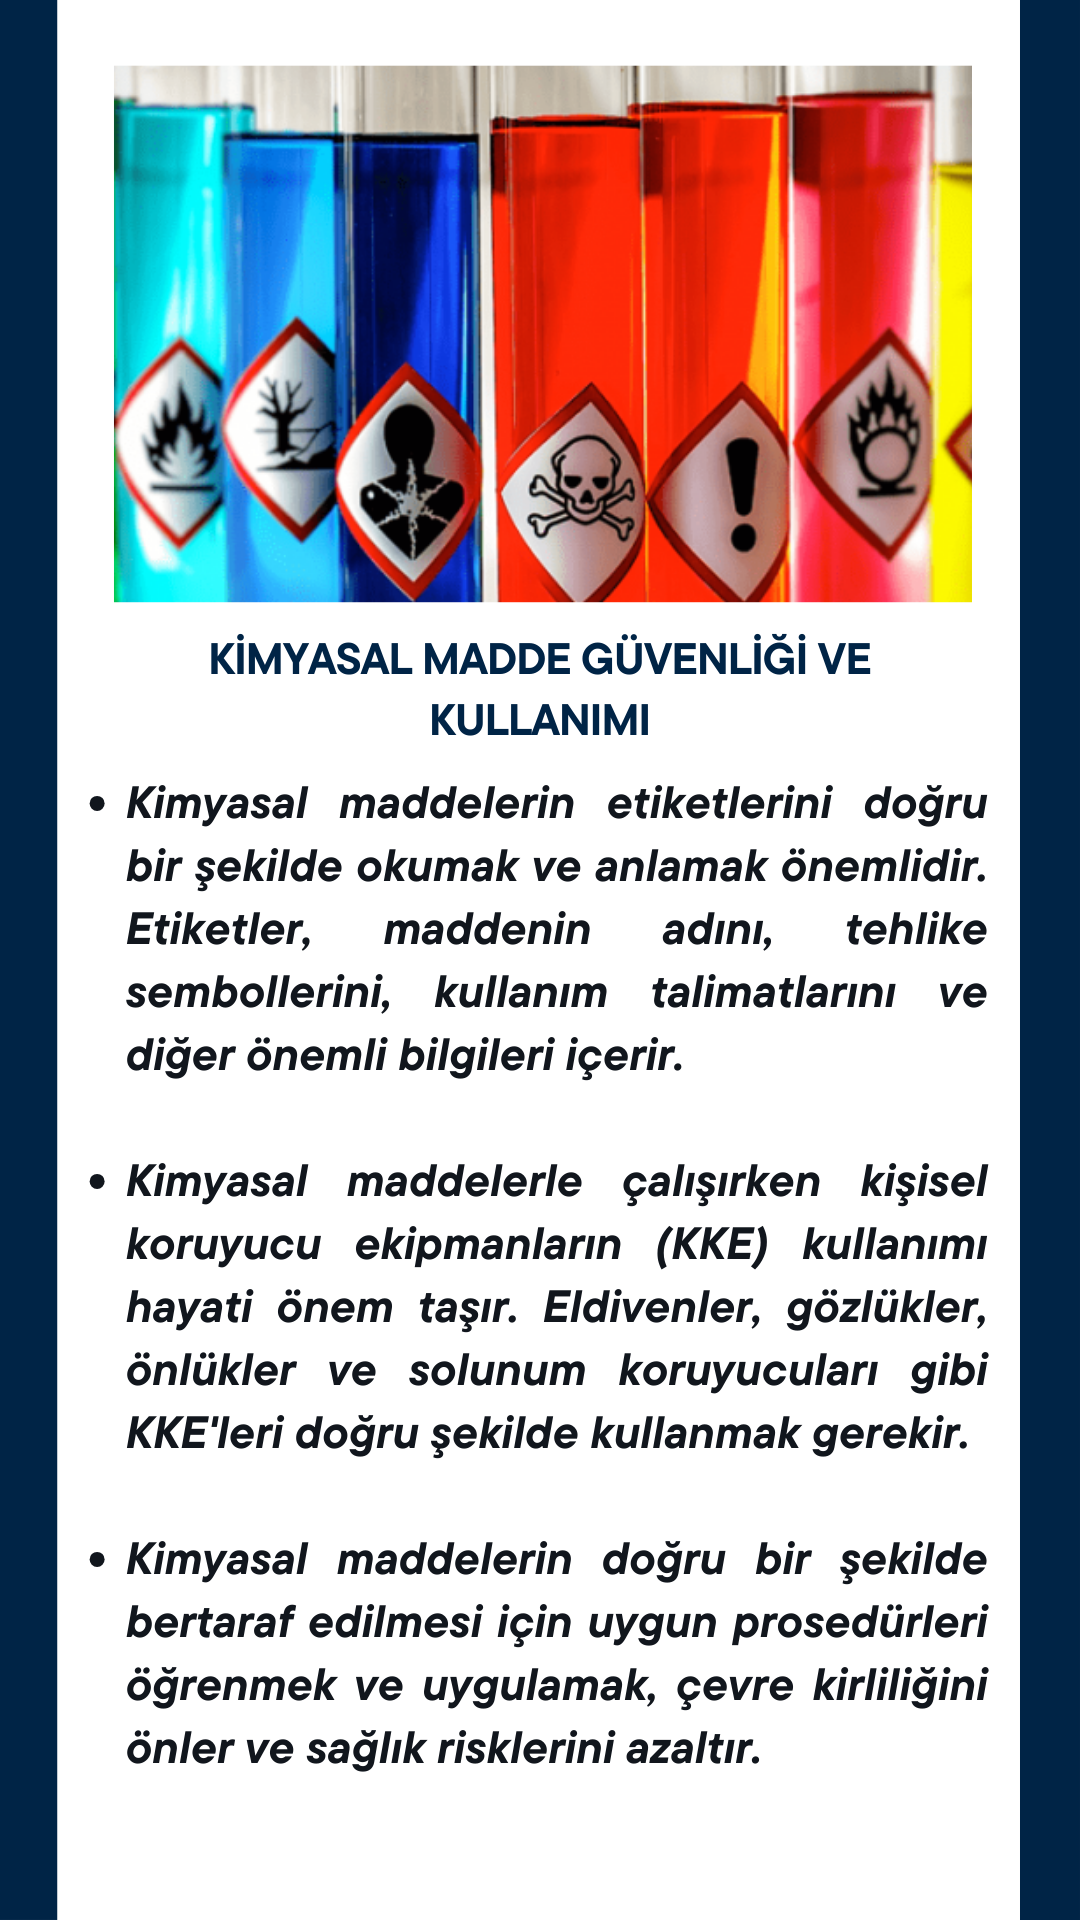 KİMYASAL MADDE GÜVENLİĞİ VE
KULLANIMI
• Kimyasal maddelerin etiketlerini doğru
bir şekilde okumak ve anlamak önemlidir.
Etiketler, maddenin adını, tehlike
sembollerini, kullanım talimatlarını ve
diğer önemli bilgileri içerir.
• Kimyasal maddelerle çalışırken kişisel
koruyucu ekipmanların (KKE) kullanımı
hayati önem taşır. Eldivenler, gözlükler,
önlükler ve solunum koruyucuları gibi
KKE'leri doğru şekilde kullanmak gerekir.
• Kimyasal maddelerin doğru bir şekilde
bertaraf edilmesi için uygun prosedürleri
öğrenmek ve uygulamak, çevre kirliliğini
önler ve sağlık risklerini azaltır.